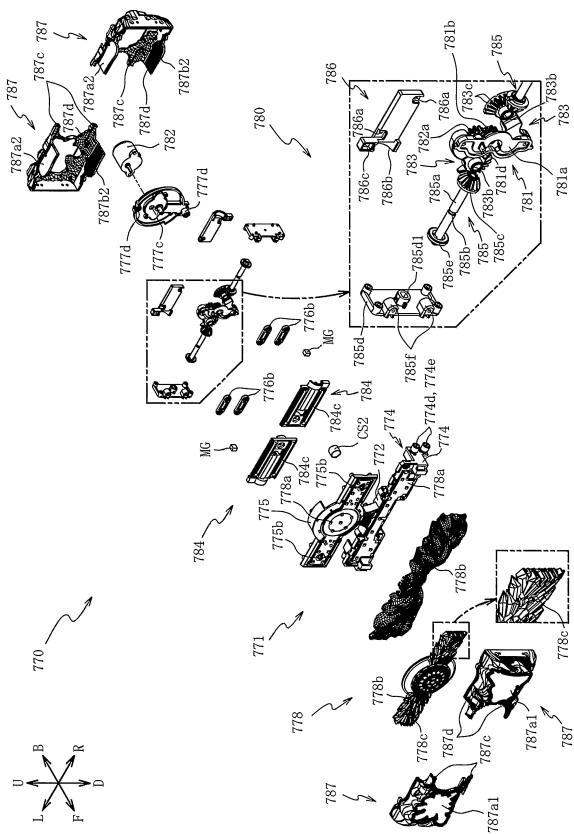 787
787a2
787c
787d
787
787a2
787c
787d
787b2
787b2
782
777d
777c
777d
780
786
786a
786c
786b
786a
781b
783c
785
782a
783
783b
783
785a
781d
783b
781
781a
785e
785b
785
785c
785d1
785d
785f
776b
MG
776b
MG
784
784c
784c
784
CS2
774d, 774e
774
774
772
778a
775b
778a
775
775b
770
771
778b
778
778b
778c
778c
787d
787c
787a1
787
787
787a1
U
B
R
D
F
L